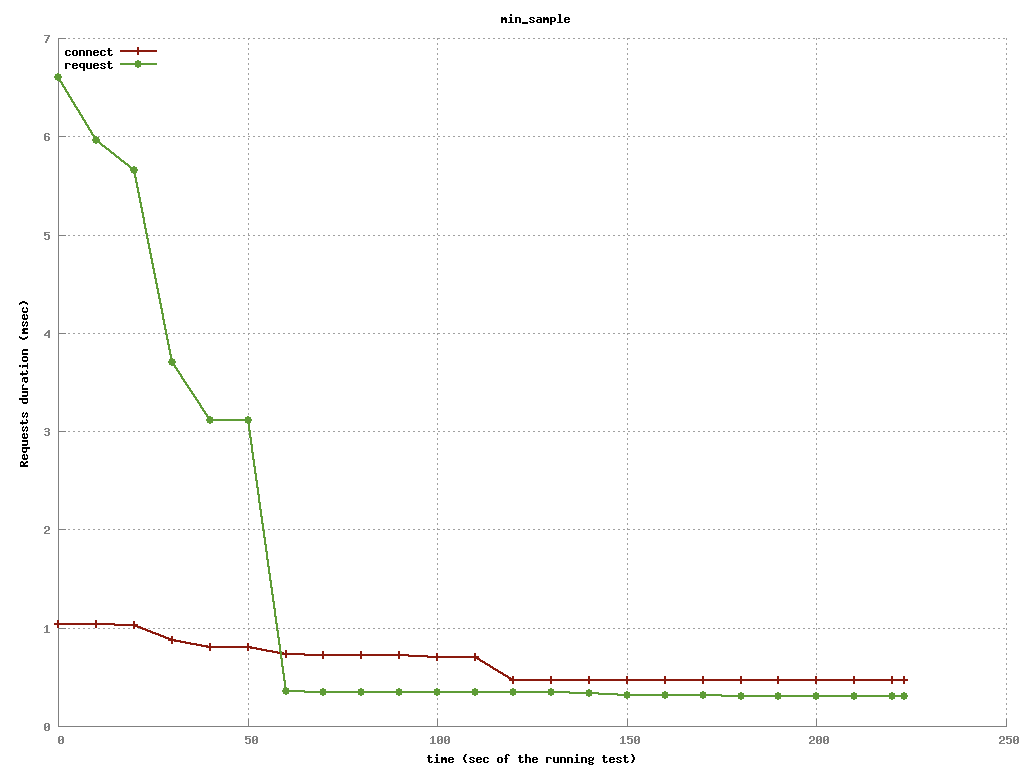 min_sample
connect
request
7
6
5
4
3
2
1
0
Requests duration (msec)
0 50 100 150 200 250
time (sec of the running test)